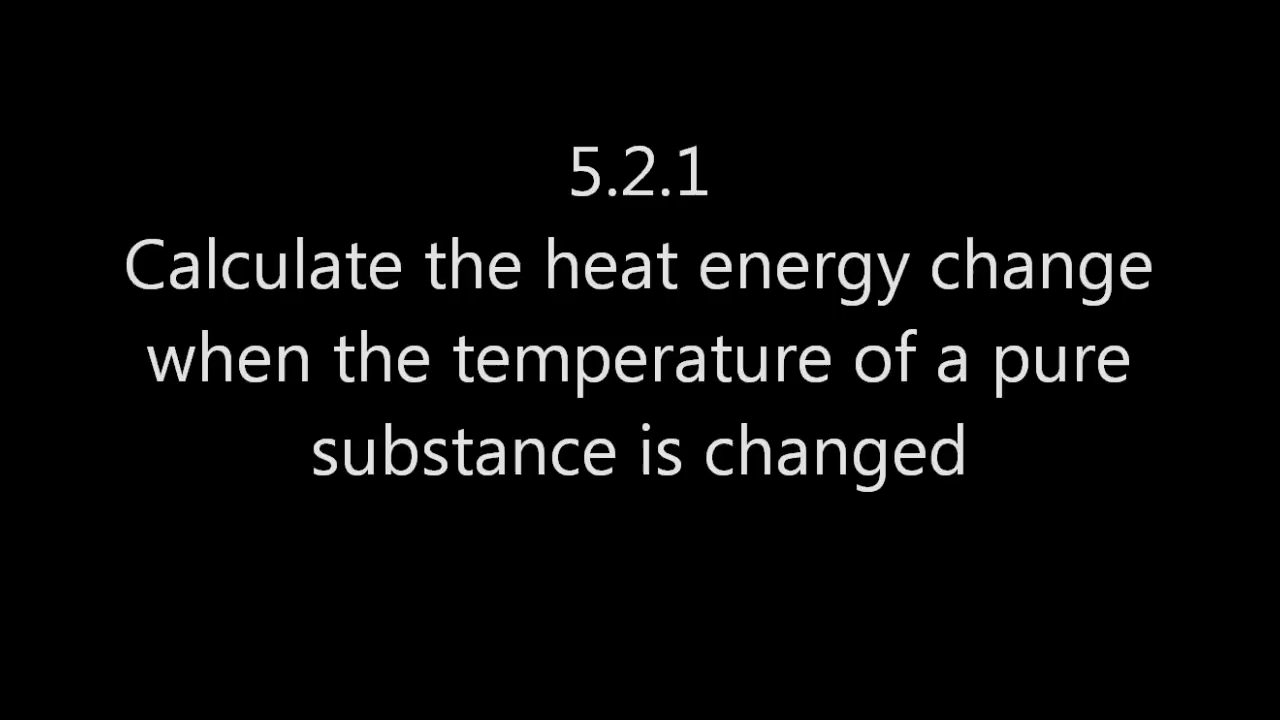 5.2.1
Calculate the heat energy change
when the temperature of a pure
substance is changed